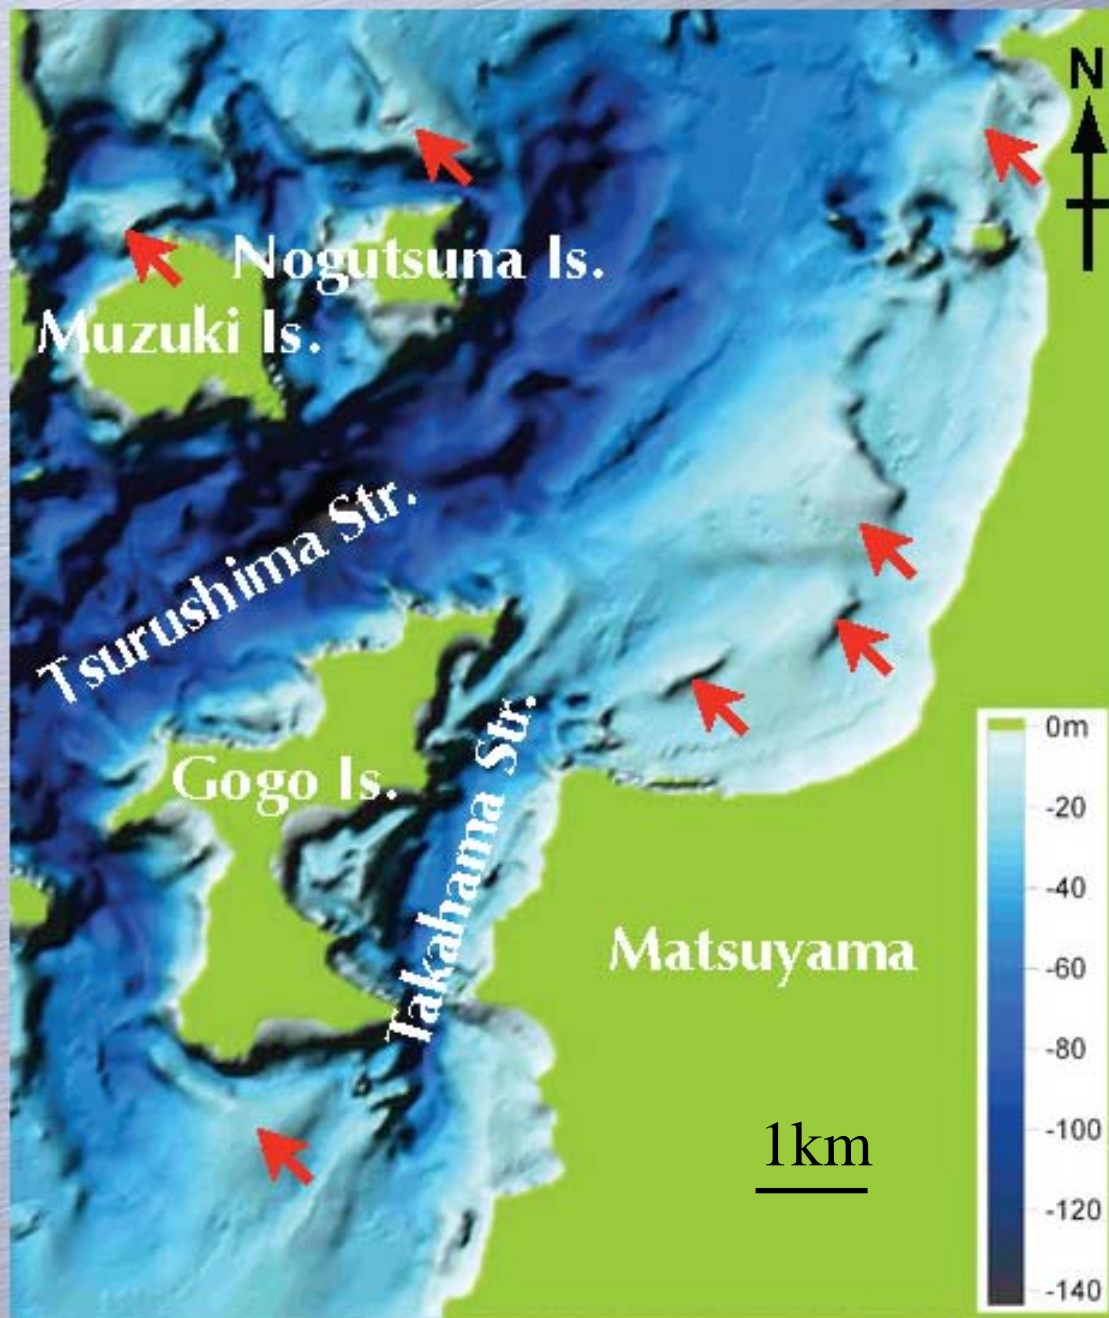 N
Nogutsuna Is.
Muzuki Is.
Tsurushima Str.
Takahama Str.
Gogo Is.
Matsuyama
1km
0m
-20
-40
-60
-80
-100
-120
-140